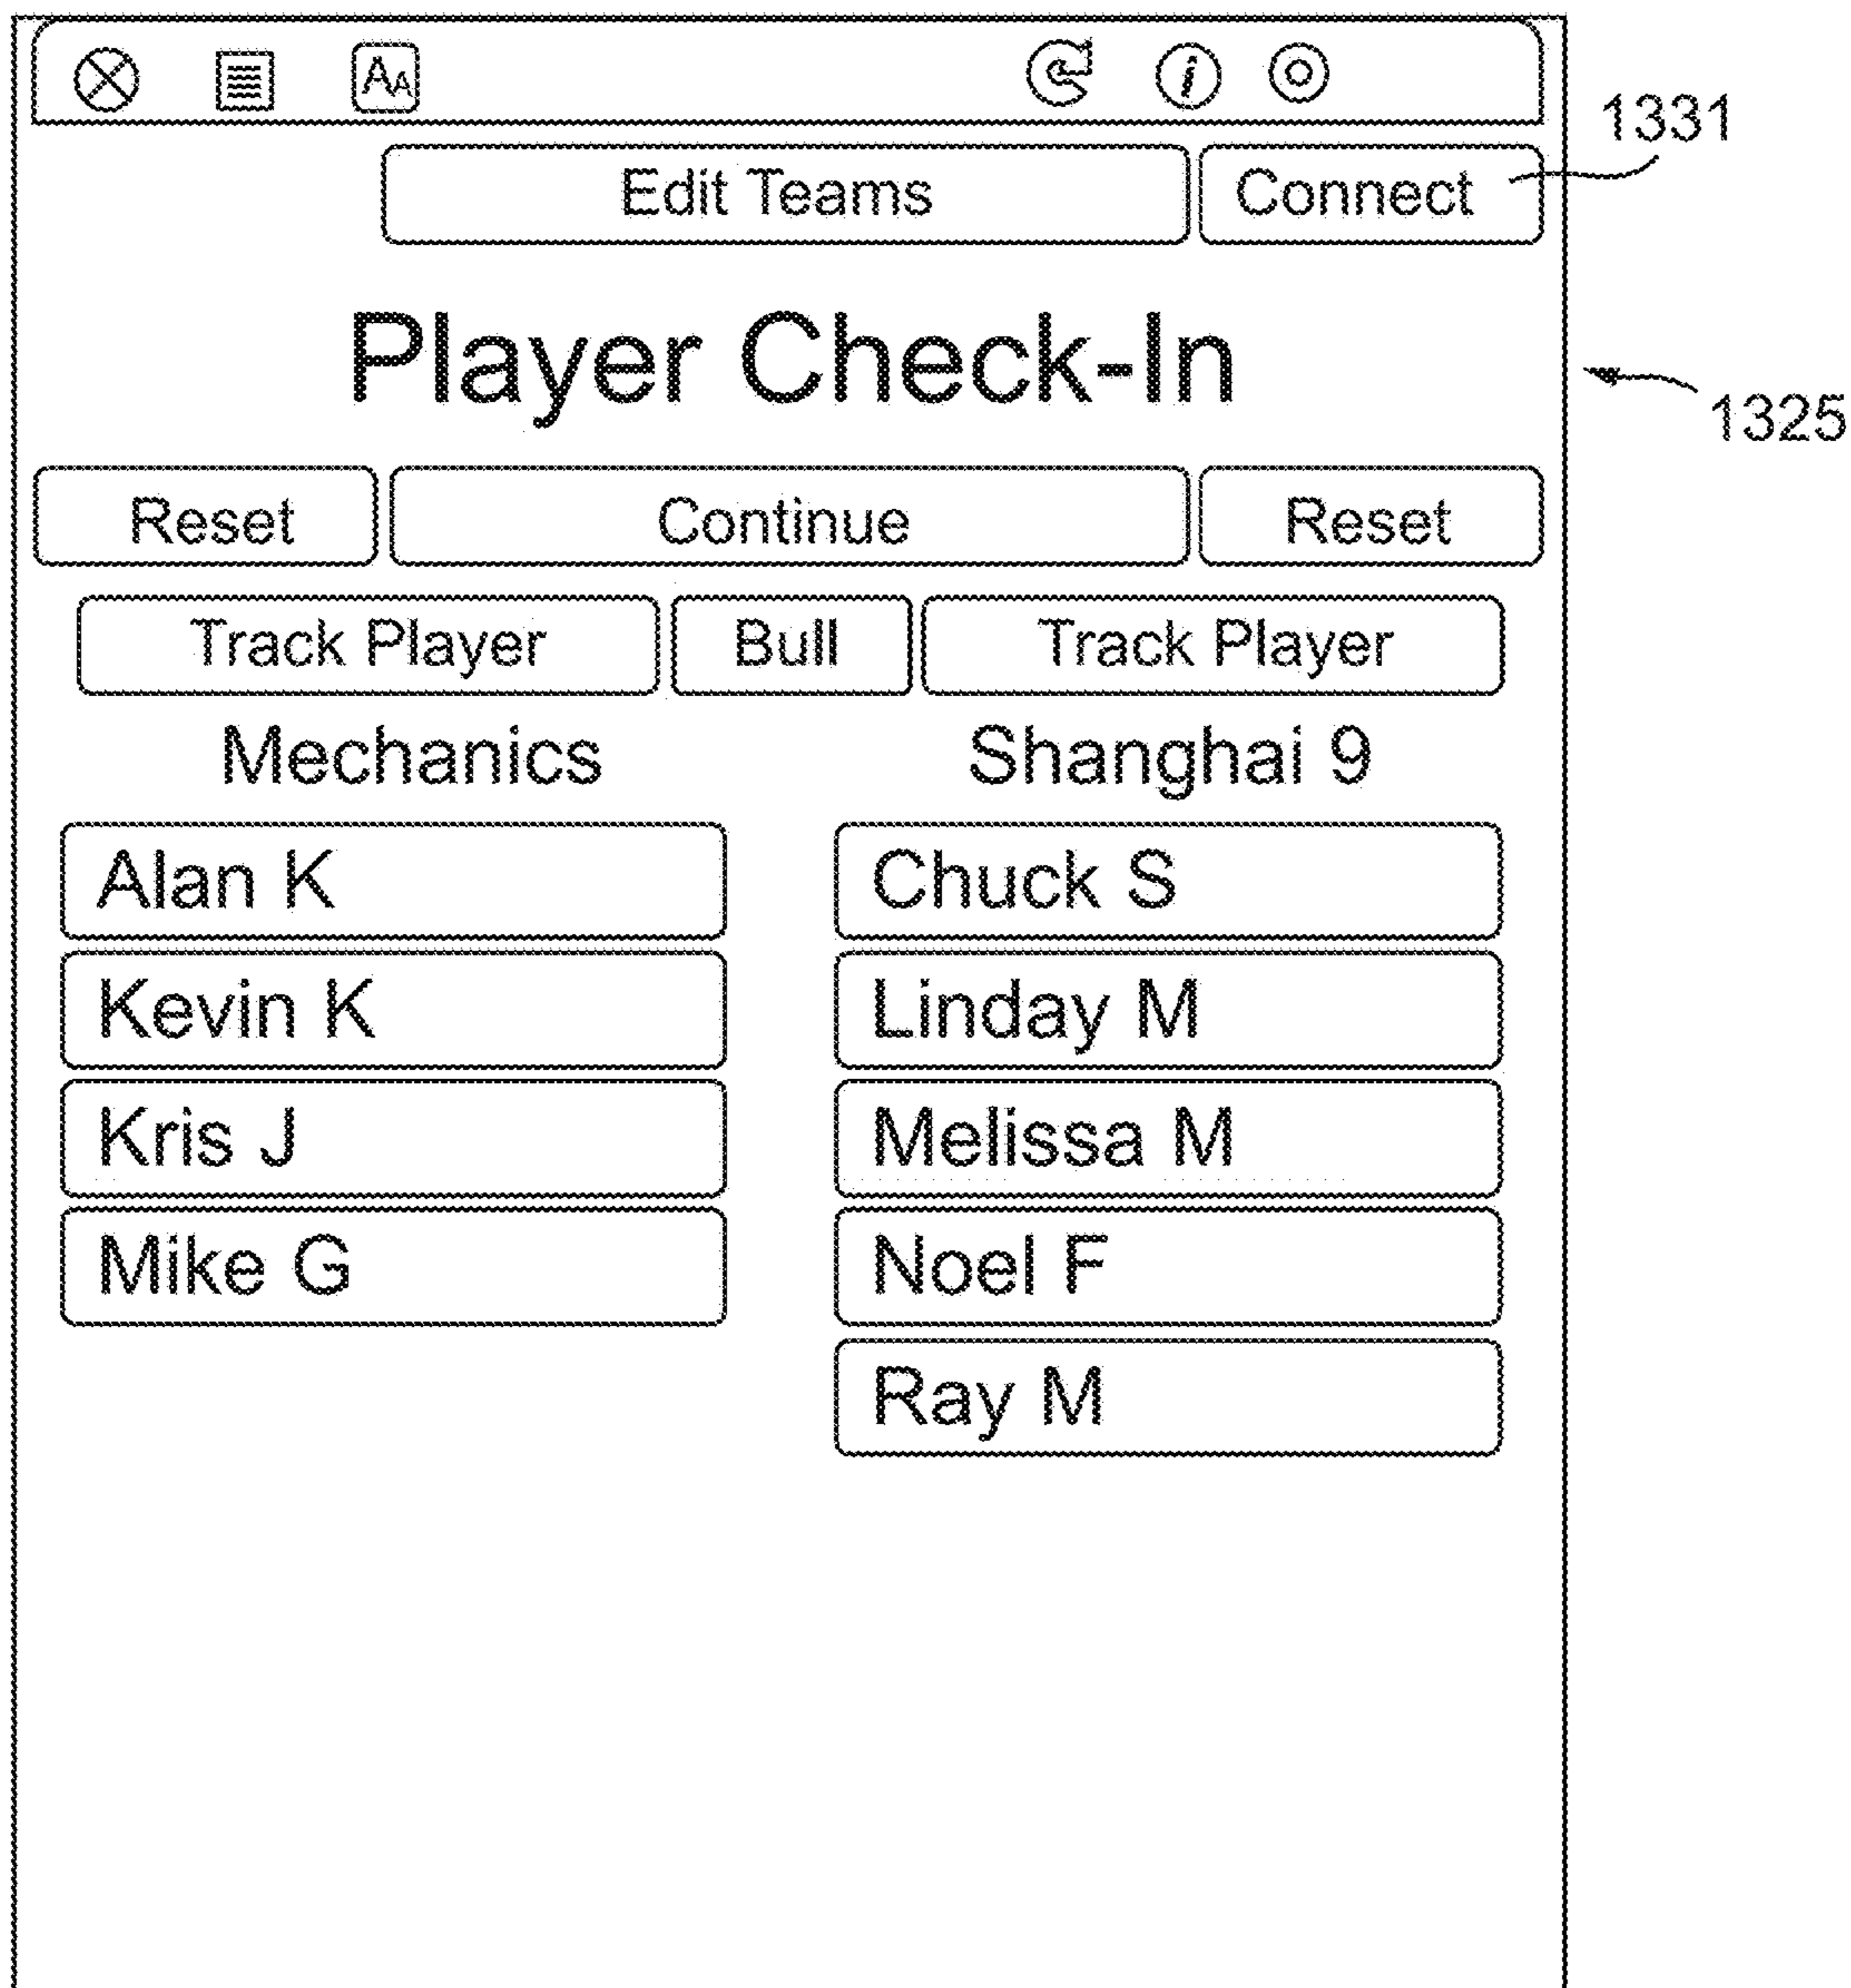 AA i
1331
Edit Teams Connect
Player Check-In
1325
Reset Continue Reset
Track Player Bull Track Player
Mechanics Shanghai 9
Alan K Chuck S
Kevin K Linday M
Kris J Melissa M
Mike G Noel F
Ray M